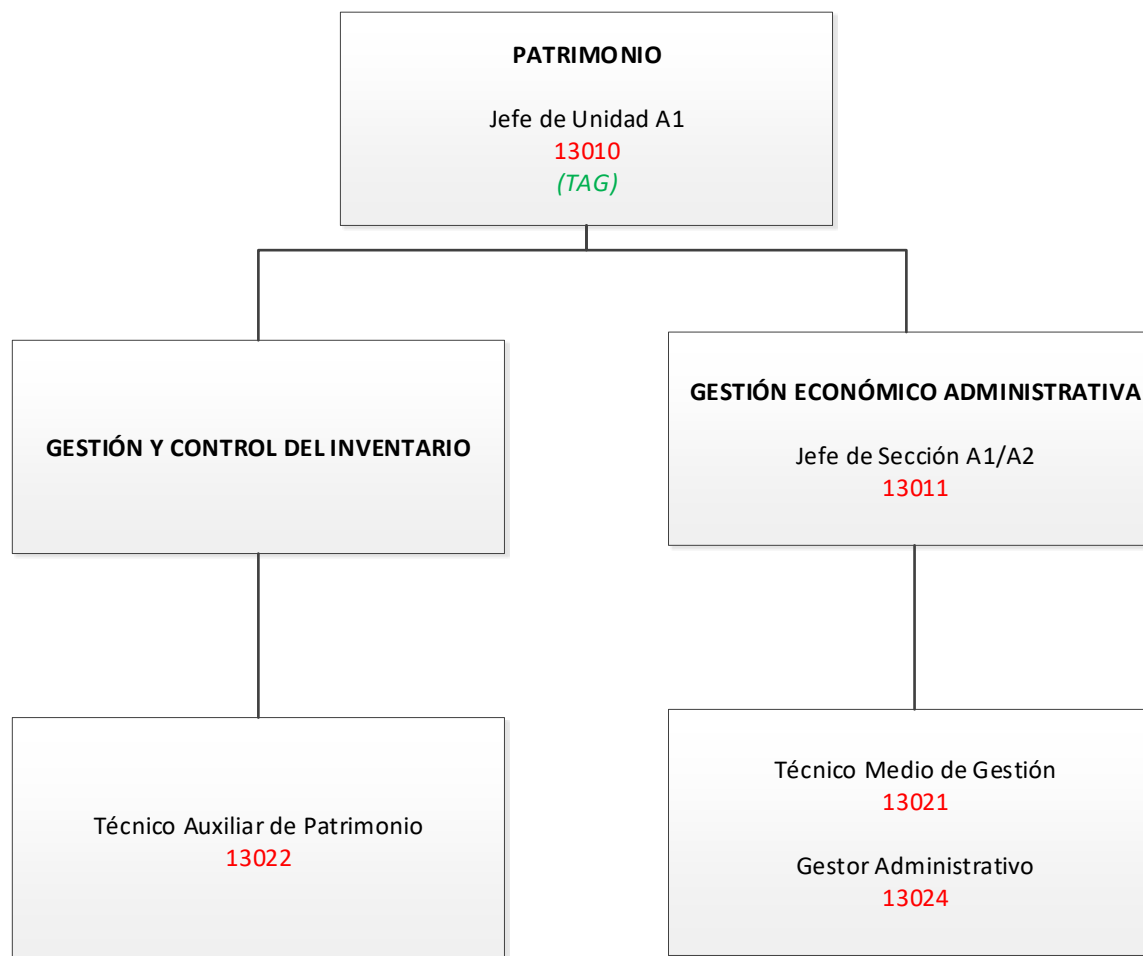 PATRIMONIO
Jefe de Unidad A1
13010
(TAG)
GESTIÓN Y CONTROL DEL INVENTARIO
GESTIÓN ECONÓMICO ADMINISTRATIVA
Jefe de Sección A1/A2
13011
Técnico Auxiliar de Patrimonio
13022
Técnico Medio de Gestión
13021
Gestor Administrativo
13024